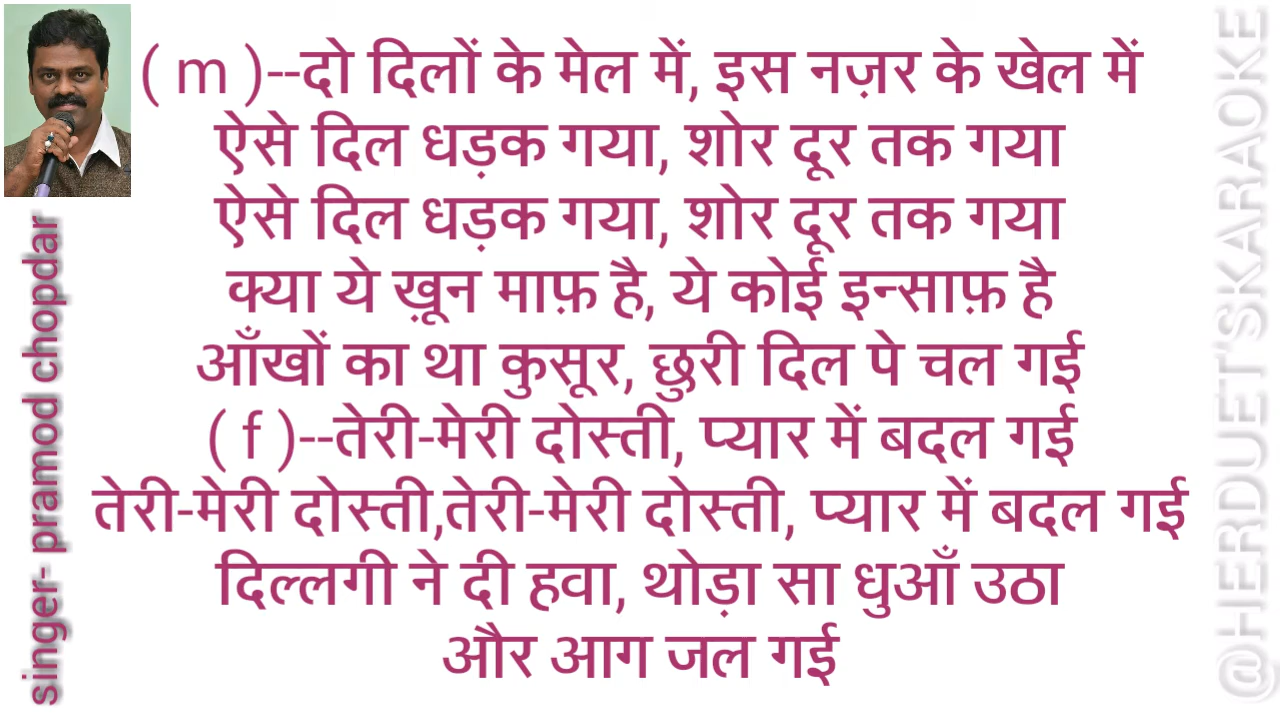 ( m )--दो दिलों के मेल में, इस नज़र के खेल में
ऐसे दिल धड़क गया, शोर दूर तक गया
ऐसे दिल धड़क गया, शोर दूर तक गया
क्या ये ख़ून माफ़ है, ये कोई इन्साफ़ है
आँखों का था कुसूर, छुरी दिल पे चल गई
( f )--तेरी-मेरी दोस्ती, प्यार में बदल गई
तेरी-मेरी दोस्ती,तेरी-मेरी दोस्ती, प्यार में बदल गई
दिल्लगी ने दी हवा, थोड़ा सा धुआँ उठा
और आग जल गई
singer- pramod chopdar
@HERDUET'SKARAOKE